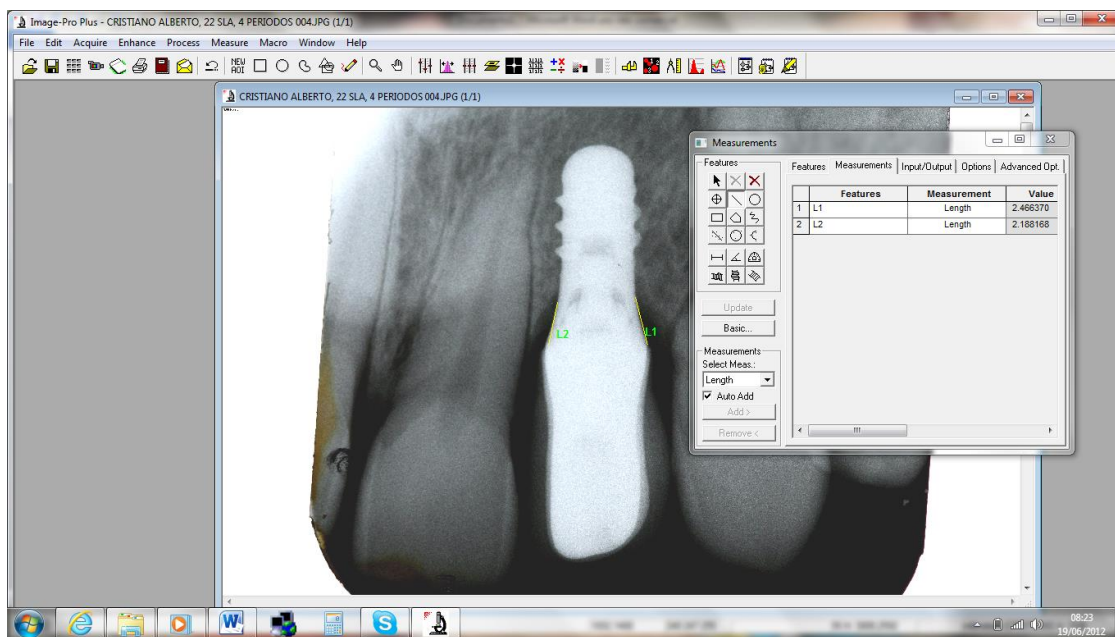 Image-Pro Plus - CRISTIANO ALBERTO, 22 SLA, 4 PERIODOS 004.JPG (1/1)
File Edit Acquire Enhance Process Measure Macro Window Help
NEW AOI
CRISTIANO ALBERTO, 22 SLA, 4 PERIODOS 004.JPG (1/1)
Measurements
Features
Features Measurements Input/Output Options Advanced Opt.
Features Measurement Value
1 L1 Length 2.466370
2 L2 Length 2.188168
Update
Basic...
Measurements
Select Meas.:
Length
Auto Add
Add >
Remove <
L2 L1
08:23
19/06/2012